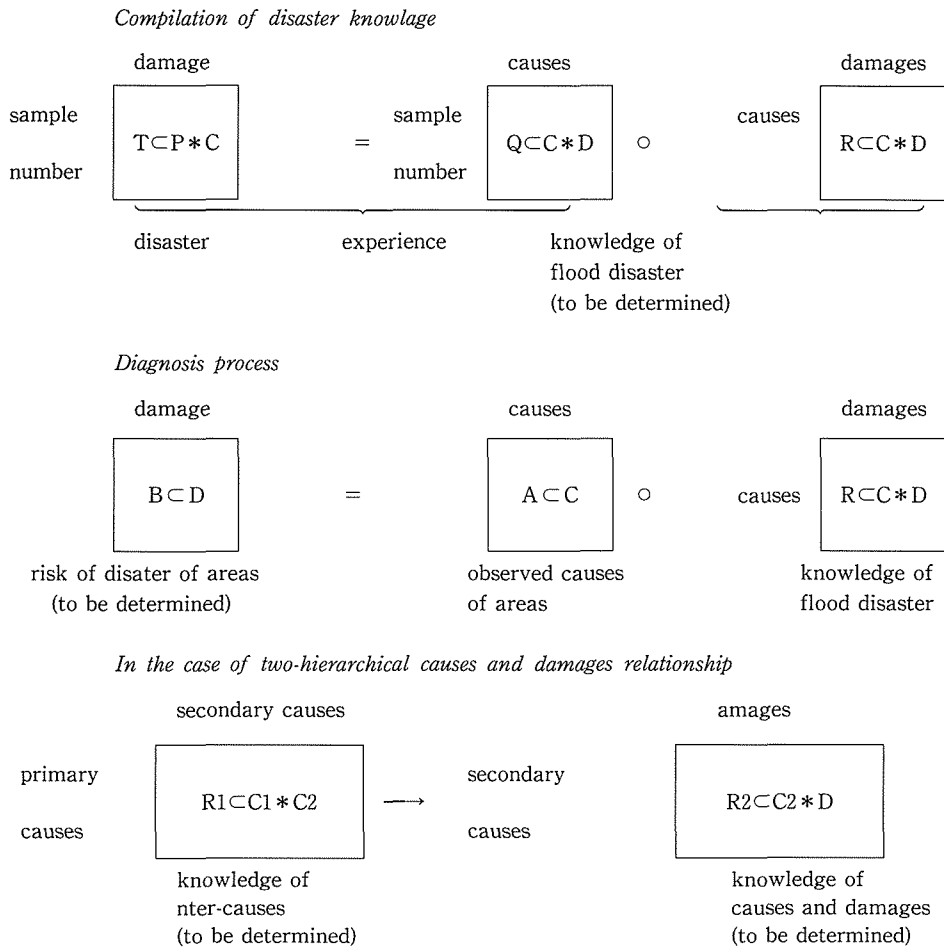 Compilation of disaster knowlage
damage causes damages
sample sample causes
T⊂P*C = Q⊂C*D ○ R⊂C*D
number number
disaster experience knowledge of
flood disaster
(to be determined)
Diagnosis process
damage causes damages
B⊂D = A⊂C ○ causes R⊂C*D
risk of disater of areas observed causes knowledge of
(to be determined) of areas flood disaster
In the case of two-hierarchical causes and damages relationship
secondary causes amages
primary secondary
R1⊂C1*C2 → R2⊂C2*D
causes causes
knowledge of knowledge of
nter-causes causes and damages
(to be determined) (to be determined)